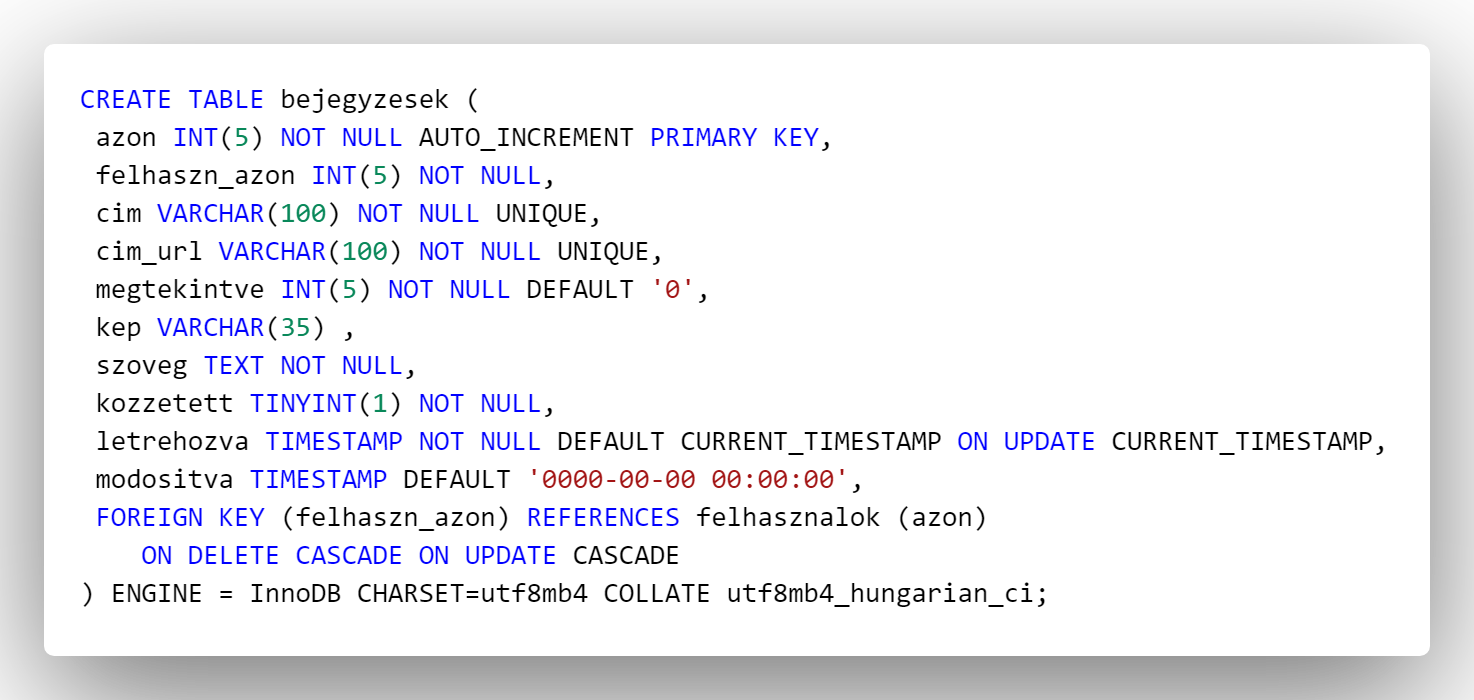 CREATE TABLE bejegyzesek (
 azon INT(5) NOT NULL AUTO_INCREMENT PRIMARY KEY,
 felhaszn_azon INT(5) NOT NULL,
 cim VARCHAR(100) NOT NULL UNIQUE,
 cim_url VARCHAR(100) NOT NULL UNIQUE,
 megtekintve INT(5) NOT NULL DEFAULT '0',
 kep VARCHAR(35) ,
 szoveg TEXT NOT NULL,
 kozzetett TINYINT(1) NOT NULL,
 letrehozva TIMESTAMP NOT NULL DEFAULT CURRENT_TIMESTAMP ON UPDATE CURRENT_TIMESTAMP,
 modositva TIMESTAMP DEFAULT '0000-00-00 00:00:00',
 FOREIGN KEY (felhaszn_azon) REFERENCES felhasznalok (azon)
    ON DELETE CASCADE ON UPDATE CASCADE
) ENGINE = InnoDB CHARSET=utf8mb4 COLLATE utf8mb4_hungarian_ci;